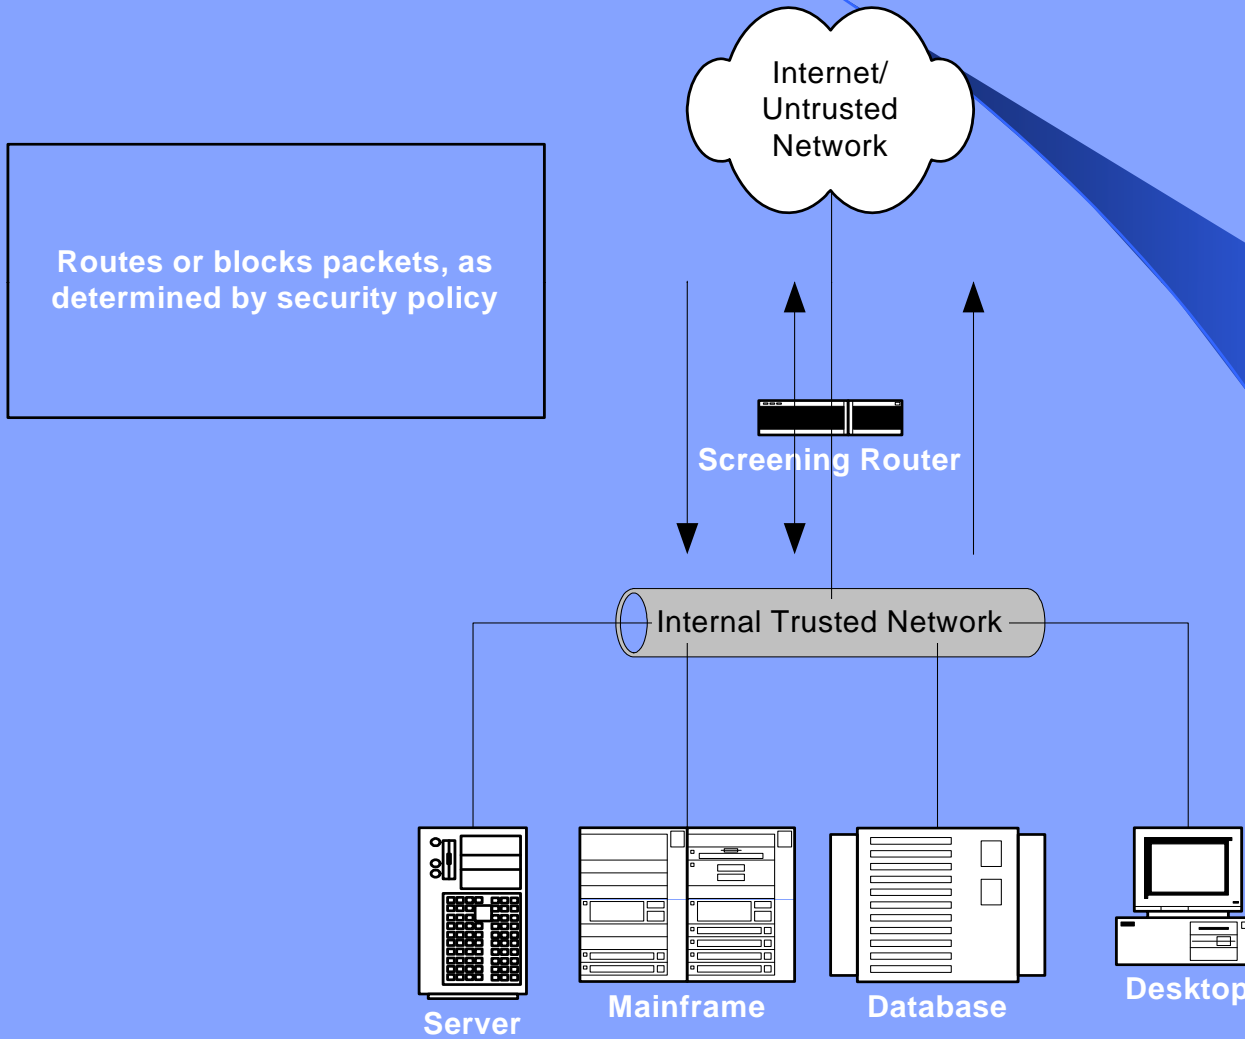 Internet/
Untrusted
Network
Routes or blocks packets, as
determined by security policy
Screening Router
Internal Trusted Network
Server
Mainframe
Database
Desktop